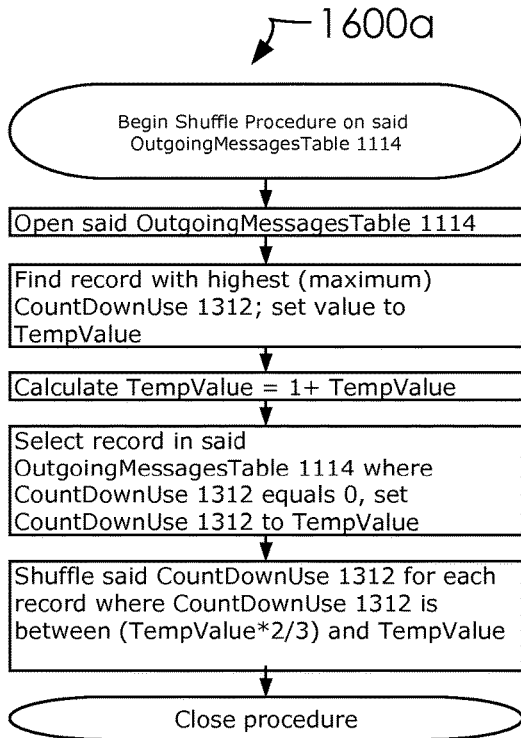 1600a
Begin Shuffle Procedure on said
OutgoingMessagesTable 1114
Open said OutgoingMessagesTable 1114
Find record with highest (maximum)
CountDownUse 1312; set value to
TempValue
Calculate TempValue = 1+ TempValue
Select record in said
OutgoingMessagesTable 1114 where
CountDownUse 1312 equals 0, set
CountDownUse 1312 to TempValue
Shuffle said CountDownUse 1312 for each
record where CountDownUse 1312 is
between (TempValue*2/3) and TempValue
Close procedure